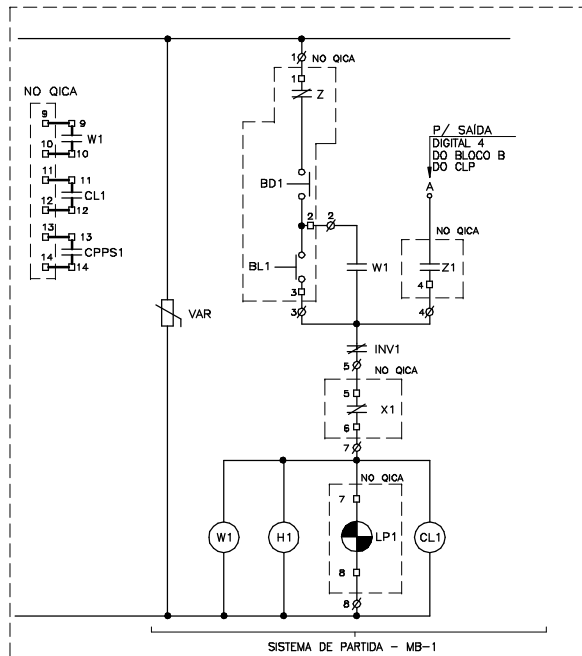 1 NO QICA
1
Z
NO QICA
9 9
W1
10 10
11 11
CL1
12 12
13 13
CPPS1
14 14
P/ SAÍDA
DIGITAL 4
DO BLOCO B
DO CLP
A
BD1
2 2
NO QICA
BL1
W1
Z1
3
4
3
4
VAR
INV1
5 NO QICA
5
X1
6
7
NO QICA
7
W1 H1 LP1 CL1
8
8
SISTEMA DE PARTIDA - MB-1